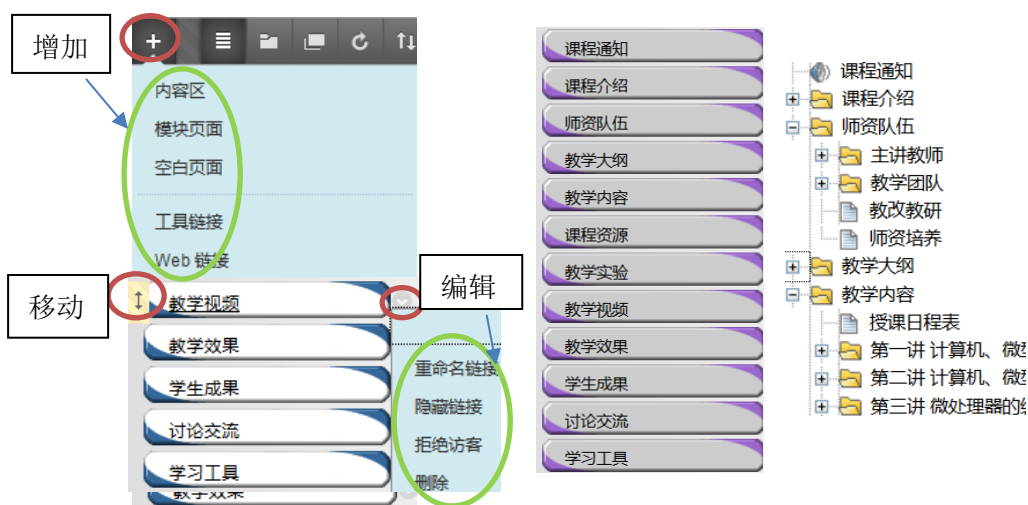 增加
内容区
模块页面
空白页面
工具链接
Web 链接
移动
编辑
教学视频
教学效果
学生成果
讨论交流
学习工具
教学效果
重命名链接
隐藏链接
拒绝访客
删除
课程通知
课程介绍
师资队伍
教学大纲
教学内容
课程资源
教学实验
教学视频
教学效果
学生成果
讨论交流
学习工具
课程通知
课程介绍
师资队伍
主讲教师
教学团队
教改教研
师资培养
教学大纲
教学内容
授课日程表
第一讲 计算机、微
第二讲 计算机、微
第三讲 微处理器的